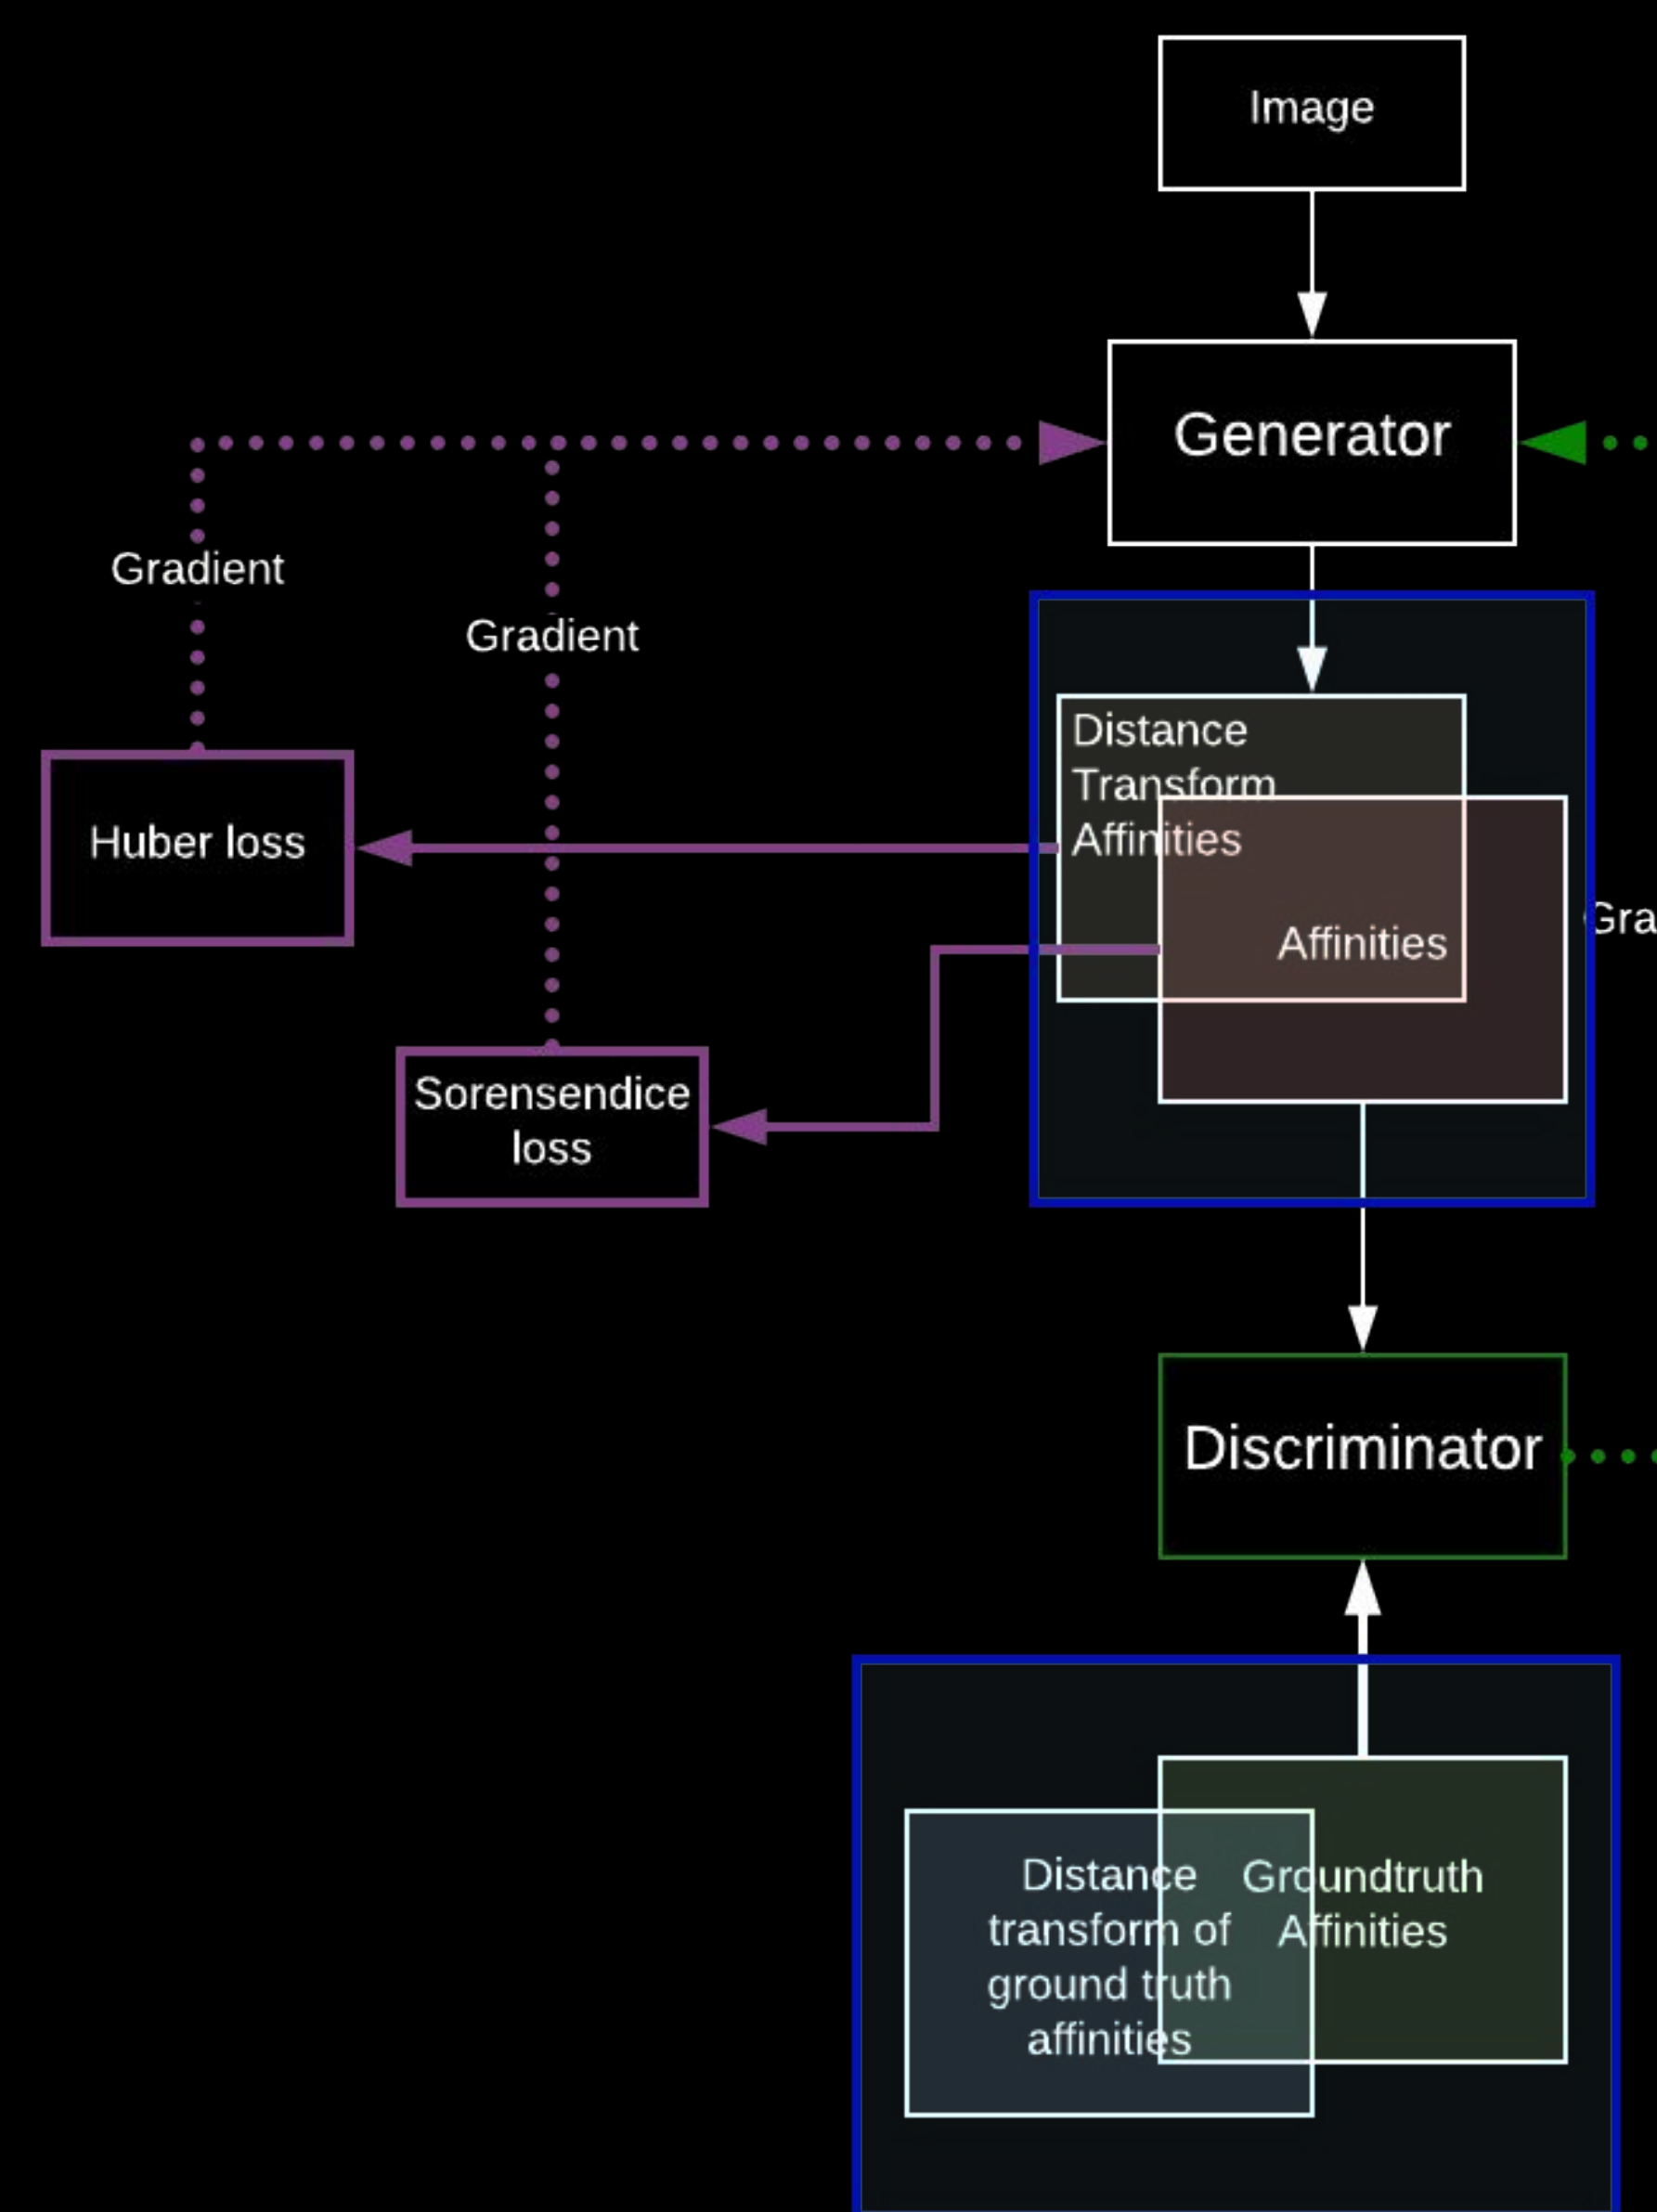 Image
Generator
Gradient
Gradient
Distance
Transform
Affinities
Huber loss
Affinities
Sorensendice
loss
Discriminator
Distance
transform of
ground truth
affinities
Groundtruth
Affinities